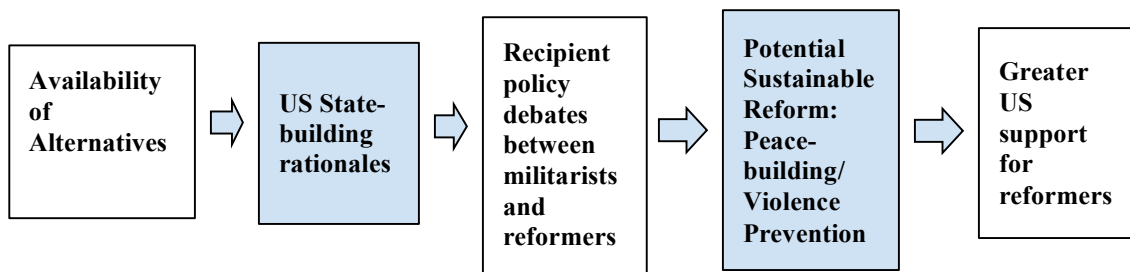 Availability
of
Alternatives
US State-
building
rationales
Recipient
policy
debates
between
militarists
and
reformers
Potential
Sustainable
Reform:
Peace-
building/
Violence
Prevention
Greater
US
support
for
reformers